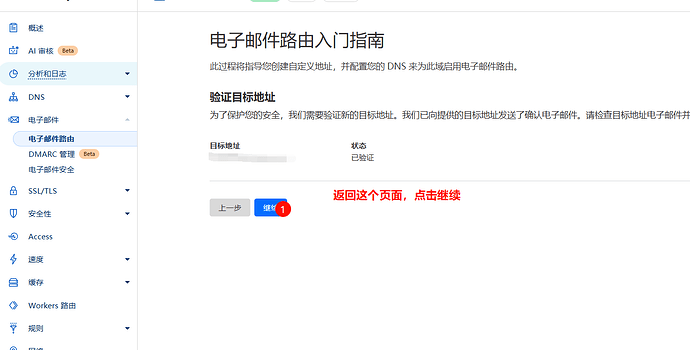 概述
AI 审核 Beta
分析和日志
DNS
电子邮件
电子邮件路由
DMARC 管理 Beta
电子邮件安全
SSL/TLS
安全性
Access
速度
缓存
Workers 路由
规则
电子邮件路由入门指南
此过程将指导您创建自定义地址，并配置您的 DNS 来为此域启用电子邮件路由。
验证目标地址
为了保护您的安全，我们需要验证新的目标地址。我们已向提供的目标地址发送了确认电子邮件。请检查目标地址电子邮件并
目标地址 状态
已验证
返回这个页面，点击继续
上一步 继续 1